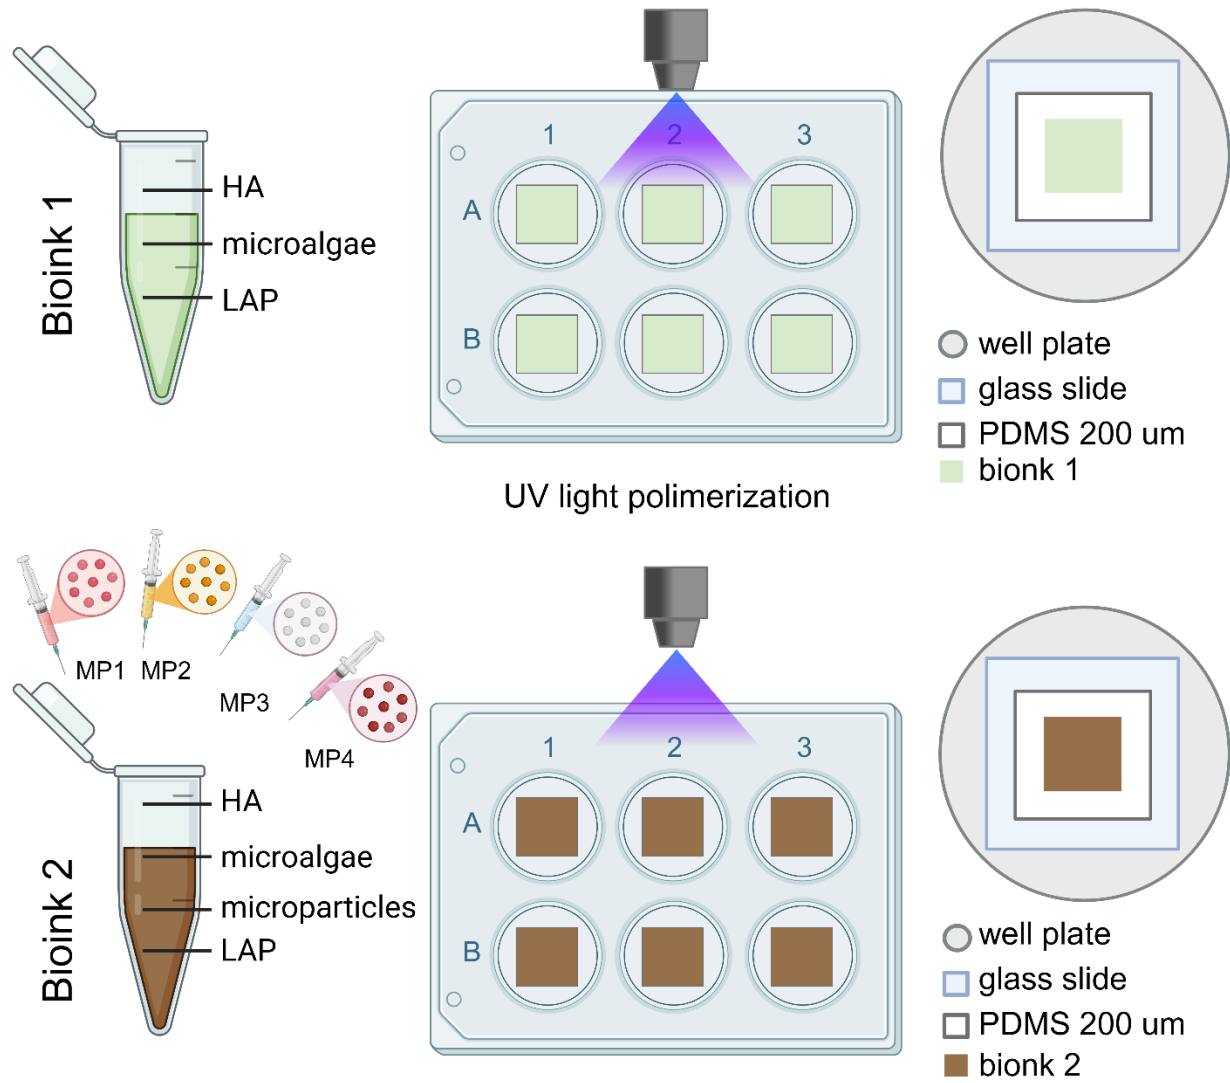 Bioink 1
HA
microalgae
LAP
1 2 3
A
B
well plate
glass slide
PDMS 200 um
bionk 1
UV light polimerization
MP1
MP2
MP3
MP4
Bioink 2
HA
microalgae
microparticles
LAP
1 2 3
A
B
well plate
glass slide
PDMS 200 um
bionk 2